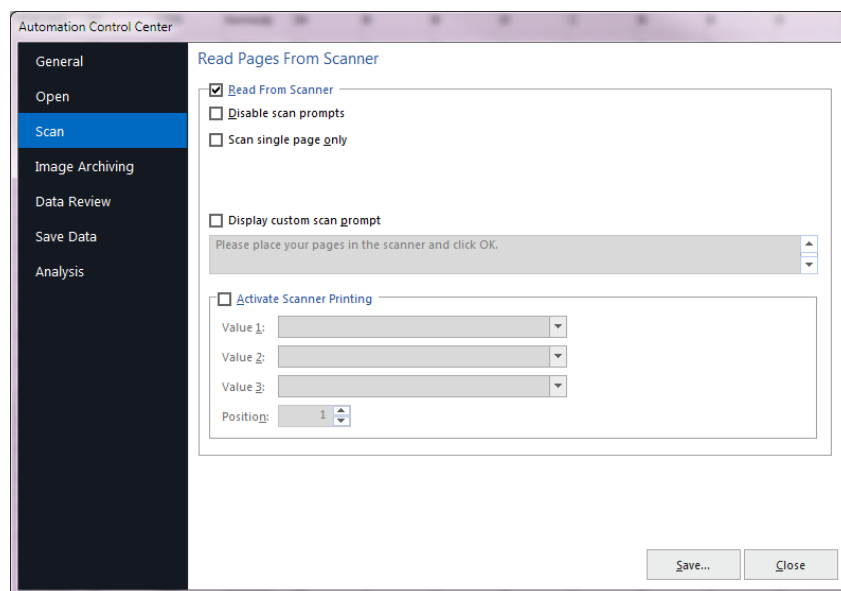 Automation Control Center
General
Open
Scan
Image Archiving
Data Review
Save Data
Analysis
Read Pages From Scanner
Read From Scanner
Disable scan prompts
Scan single page only
Display custom scan prompt
Please place your pages in the scanner and click OK.
Activate Scanner Printing
Value 1:
Value 2:
Value 3:
Position: 1
Save... Close